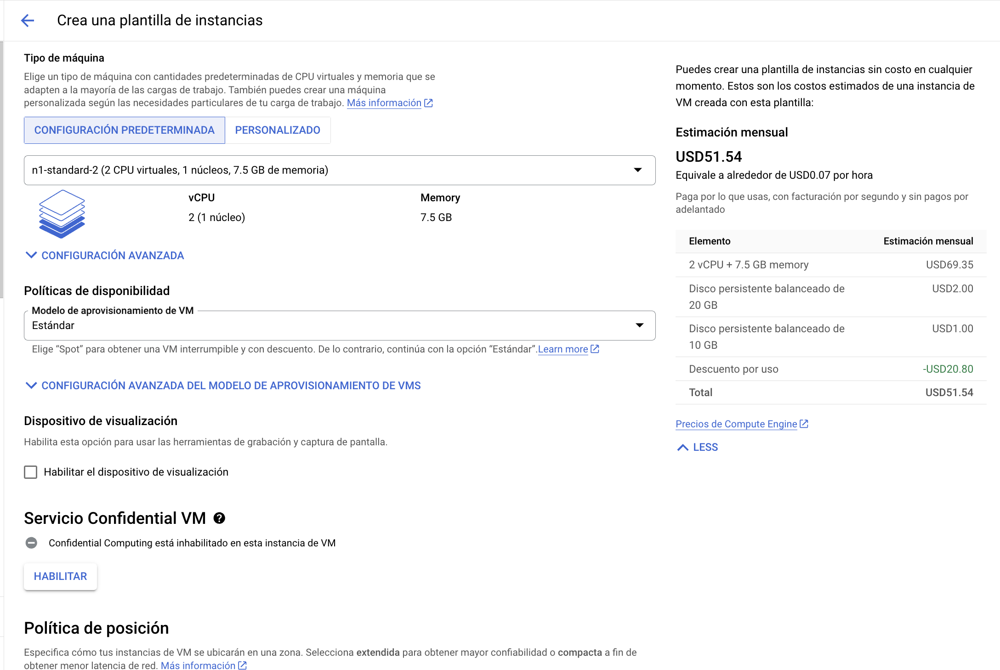 Crea una plantilla de instancias
Tipo de máquina
Elige un tipo de máquina con cantidades predeterminadas de CPU virtuales y memoria que se
adapten a la mayoría de las cargas de trabajo. También puedes crear una máquina
personalizada según las necesidades particulares de tu carga de trabajo. Más información
CONFIGURACIÓN PREDETERMINADA
PERSONALIZADO
n1-standard-2 (2 CPU virtuales, 1 núcleos, 7.5 GB de memoria)
vCPU
2 (1 núcleo)
Memory
7.5 GB
CONFIGURACIÓN AVANZADA
Políticas de disponibilidad
Modelo de aprovisionamiento de VM
Estándar
Elige “Spot” para obtener una VM interrumpible y con descuento. De lo contrario, continúa con la opción “Estándar”.Learn more
CONFIGURACIÓN AVANZADA DEL MODELO DE APROVISIONAMIENTO DE VMS
Dispositivo de visualización
Habilita esta opción para usar las herramientas de grabación y captura de pantalla.
Habilitar el dispositivo de visualización
Servicio Confidential VM
Confidential Computing está inhabilitado en esta instancia de VM
HABILITAR
Política de posición
Especifica cómo tus instancias de VM se ubicarán en una zona. Selecciona extendida para obtener mayor confiabilidad o compacta a fin de
obtener menor latencia de red. Más información
Puedes crear una plantilla de instancias sin costo en cualquier
momento. Estos son los costos estimados de una instancia de
VM creada con esta plantilla:
Estimación mensual
USD51.54
Equivale a alrededor de USD0.07 por hora
Paga por lo que usas, con facturación por segundo y sin pagos por
adelantado
Elemento Estimación mensual
2 vCPU + 7.5 GB memory USD69.35
Disco persistente balanceado de USD2.00
20 GB
Disco persistente balanceado de USD1.00
10 GB
Descuento por uso -USD20.80
Total USD51.54
Precios de Compute Engine
LESS